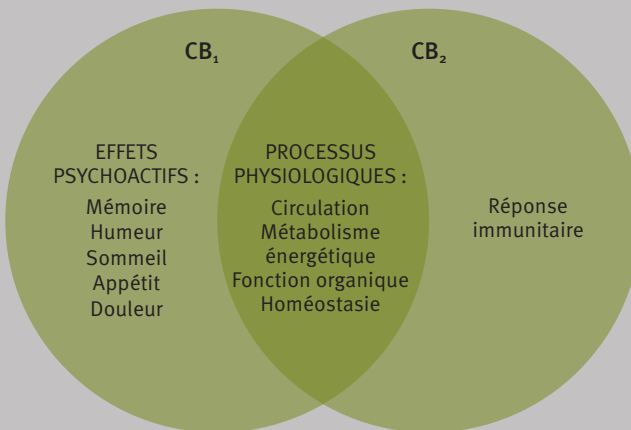 CB₁
CB₂
EFFETS
PSYCHOACTIFS :
Mémoire
Humeur
Sommeil
Appétit
Douleur
PROCESSUS
PHYSIOLOGIQUES :
Circulation
Métabolisme
énergétique
Fonction organique
Homéostasie
Réponse
immunitaire